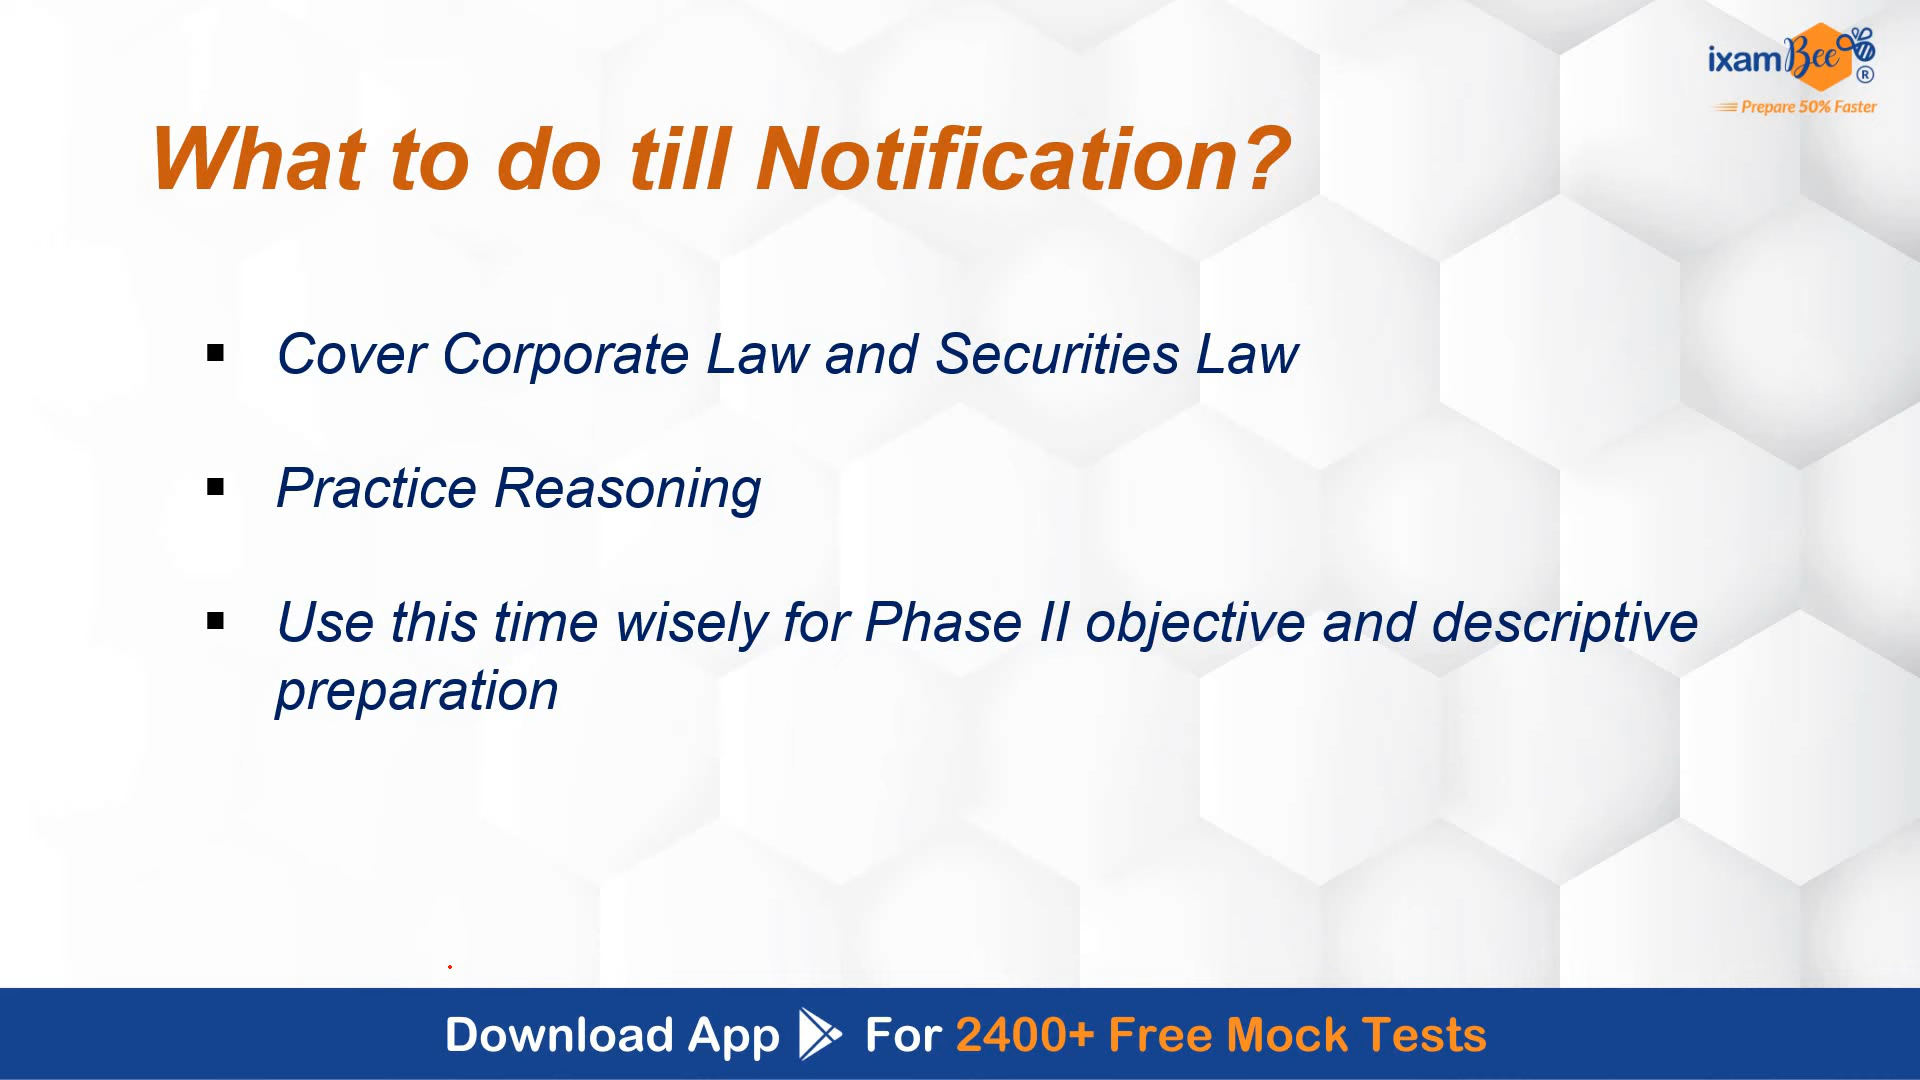 ixamBee®
Prepare 50% Faster
What to do till Notification?
▪ Cover Corporate Law and Securities Law
▪ Practice Reasoning
▪ Use this time wisely for Phase II objective and descriptive
preparation
Download App For 2400+ Free Mock Tests